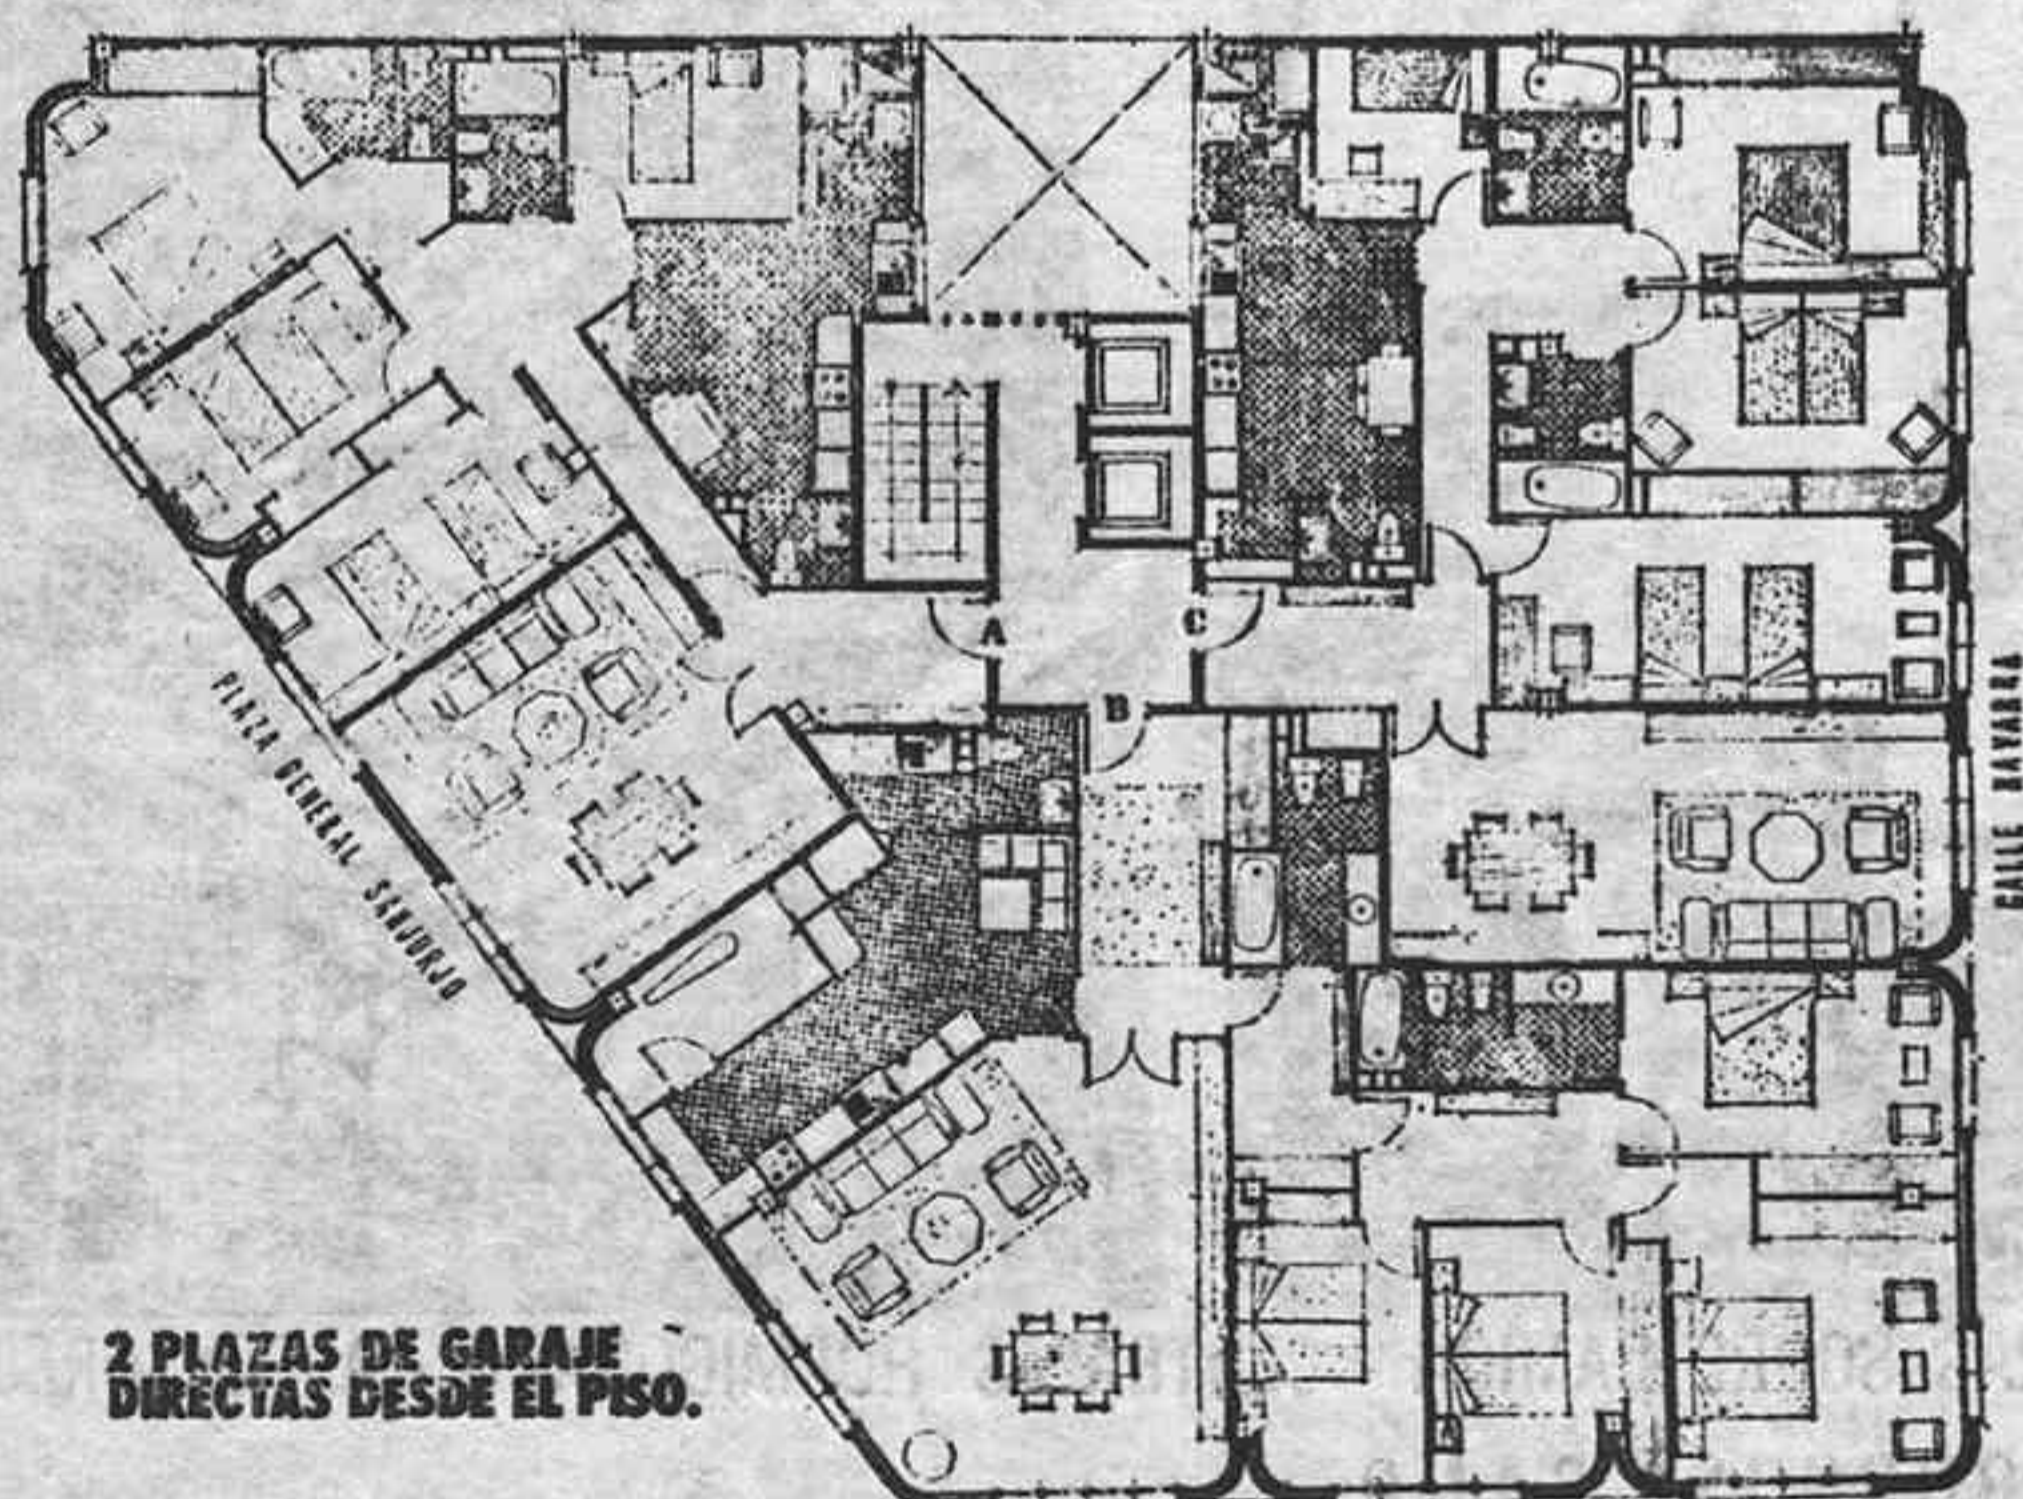 A
C
B
PLAZA GENERAL SANJURJO
CALLE NAVARRA
2 PLAZAS DE GARAJE
DIRECTAS DESDE EL PISO.